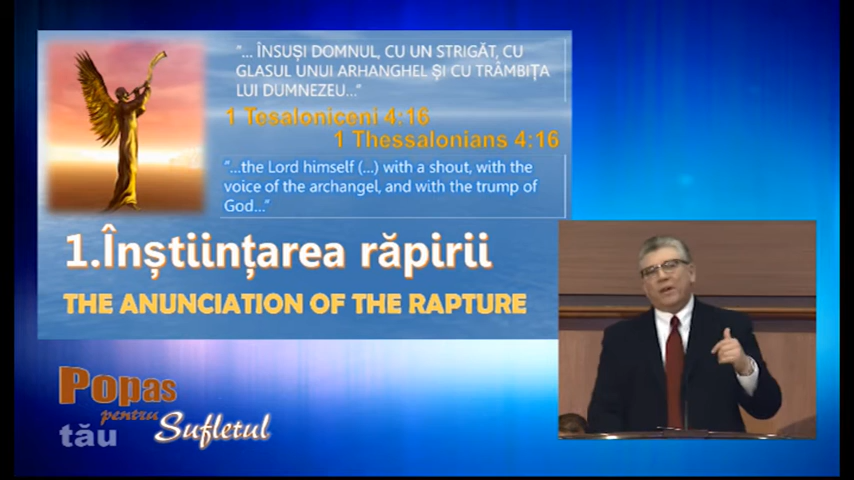 "... ÎNSUȘI DOMNUL, CU UN STRIGĂT, CU
GLASUL UNUI ARHANGHEL ȘI CU TRÂMBIȚA
LUI DUMNEZEU..."
1 Tesaloniceni 4:16
1 Thessalonians 4:16
"...the Lord himself (...) with a shout, with the
voice of the archangel, and with the trump of
God..."
1.Înștiințarea răpirii
THE ANUNCIATION OF THE RAPTURE
Popas
pentru
tău Sufletul